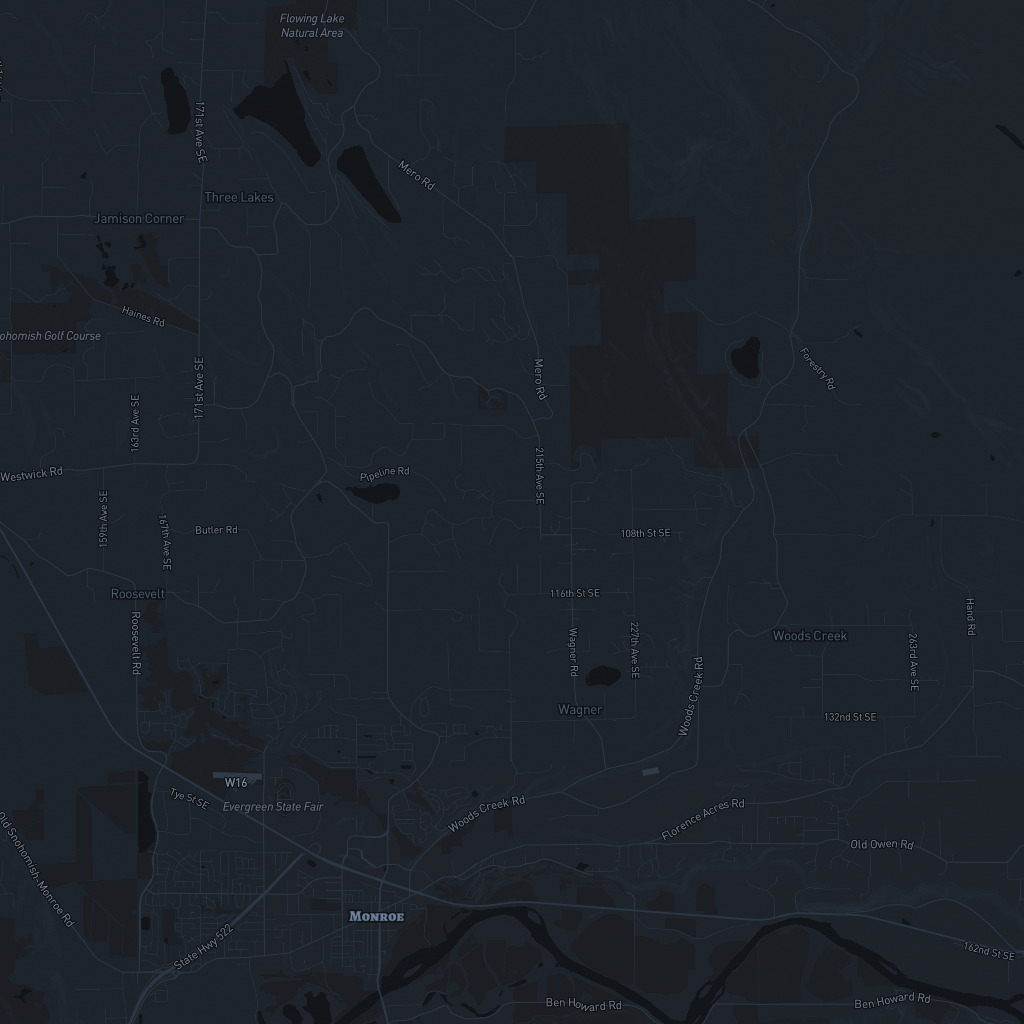 Flowing Lake
Natural Area
171st Ave SE
Mero Rd
Three Lakes
Jamison Corner
Haines Rd
ohomish Golf Course
Forestry Rd
171st Ave SE
Mero Rd
163rd Ave SE
Westwick Rd
Pipeline Rd
215th Ave SE
159th Ave SE
167th Ave SE
Butler Rd
108th St SE
Roosevelt
116th St SE
Hand Rd
Roosevelt Rd
Wagner Rd
227th Ave SE
Woods Creek
263rd Ave SE
Woods Creek Rd
Wagner
132nd St SE
W16
Tye St SE
Evergreen State Fair
Woods Creek Rd
Florence Acres Rd
Old Owen Rd
Old Snohomish-Monroe Rd
Monroe
State Hwy 522
162nd St SE
Ben Howard Rd
Ben Howard Rd